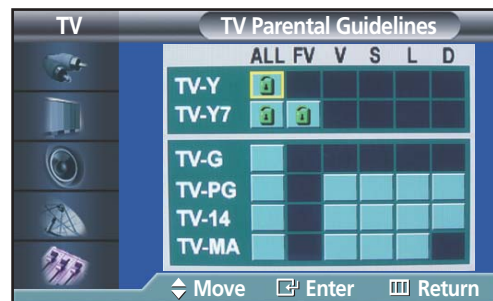 TV TV Parental Guidelines
ALL FV V S L D
TV-Y
TV-Y7
TV-G
TV-PG
TV-14
TV-MA
Move Enter Return